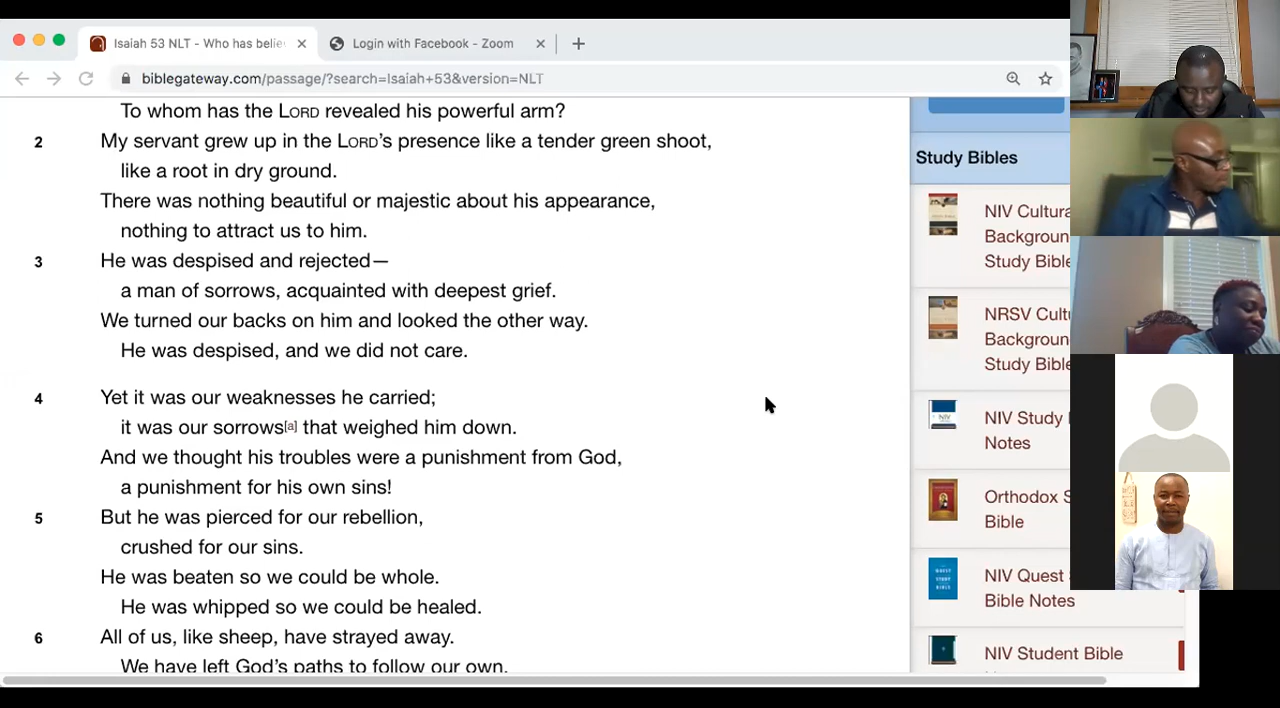 Isaiah 53 NLT - Who has belie
Login with Facebook - Zoom
biblegateway.com/passage/?search=Isaiah+53&version=NLT
To whom has the LORD revealed his powerful arm?
2 My servant grew up in the LORD's presence like a tender green shoot,
like a root in dry ground.
There was nothing beautiful or majestic about his appearance,
nothing to attract us to him.
3 He was despised and rejected—
a man of sorrows, acquainted with deepest grief.
We turned our backs on him and looked the other way.
He was despised, and we did not care.
4 Yet it was our weaknesses he carried;
it was our sorrows[a] that weighed him down.
And we thought his troubles were a punishment from God,
a punishment for his own sins!
5 But he was pierced for our rebellion,
crushed for our sins.
He was beaten so we could be whole.
He was whipped so we could be healed.
6 All of us, like sheep, have strayed away.
We have left God's paths to follow our own.
Study Bibles
NIV Cultura
Backgroun
Study Bible
NRSV Cultu
Backgroun
Study Bible
NIV Study
Notes
Orthodox S
Bible
NIV Quest
Bible Notes
NIV Student Bible